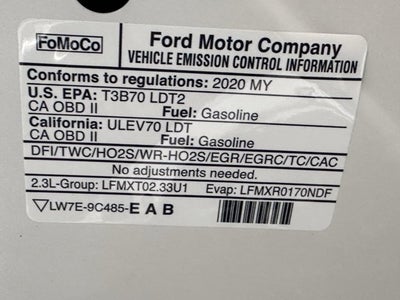 FoMoCo
Ford Motor Company
VEHICLE EMISSION CONTROL INFORMATION
Conforms to regulations: 2020 MY
U.S. EPA: T3B70 LDT2
CA OBD II Fuel: Gasoline
California: ULEV70 LDT
CA OBD II Fuel: Gasoline
DFI/TWC/HO2S/WR-HO2S/EGR/EGRC/TC/CAC
No adjustments needed.
2.3L-Group: LFMXT02.33U1 Evap: LFMXR0170NDF
LW7E-9C485-EAB